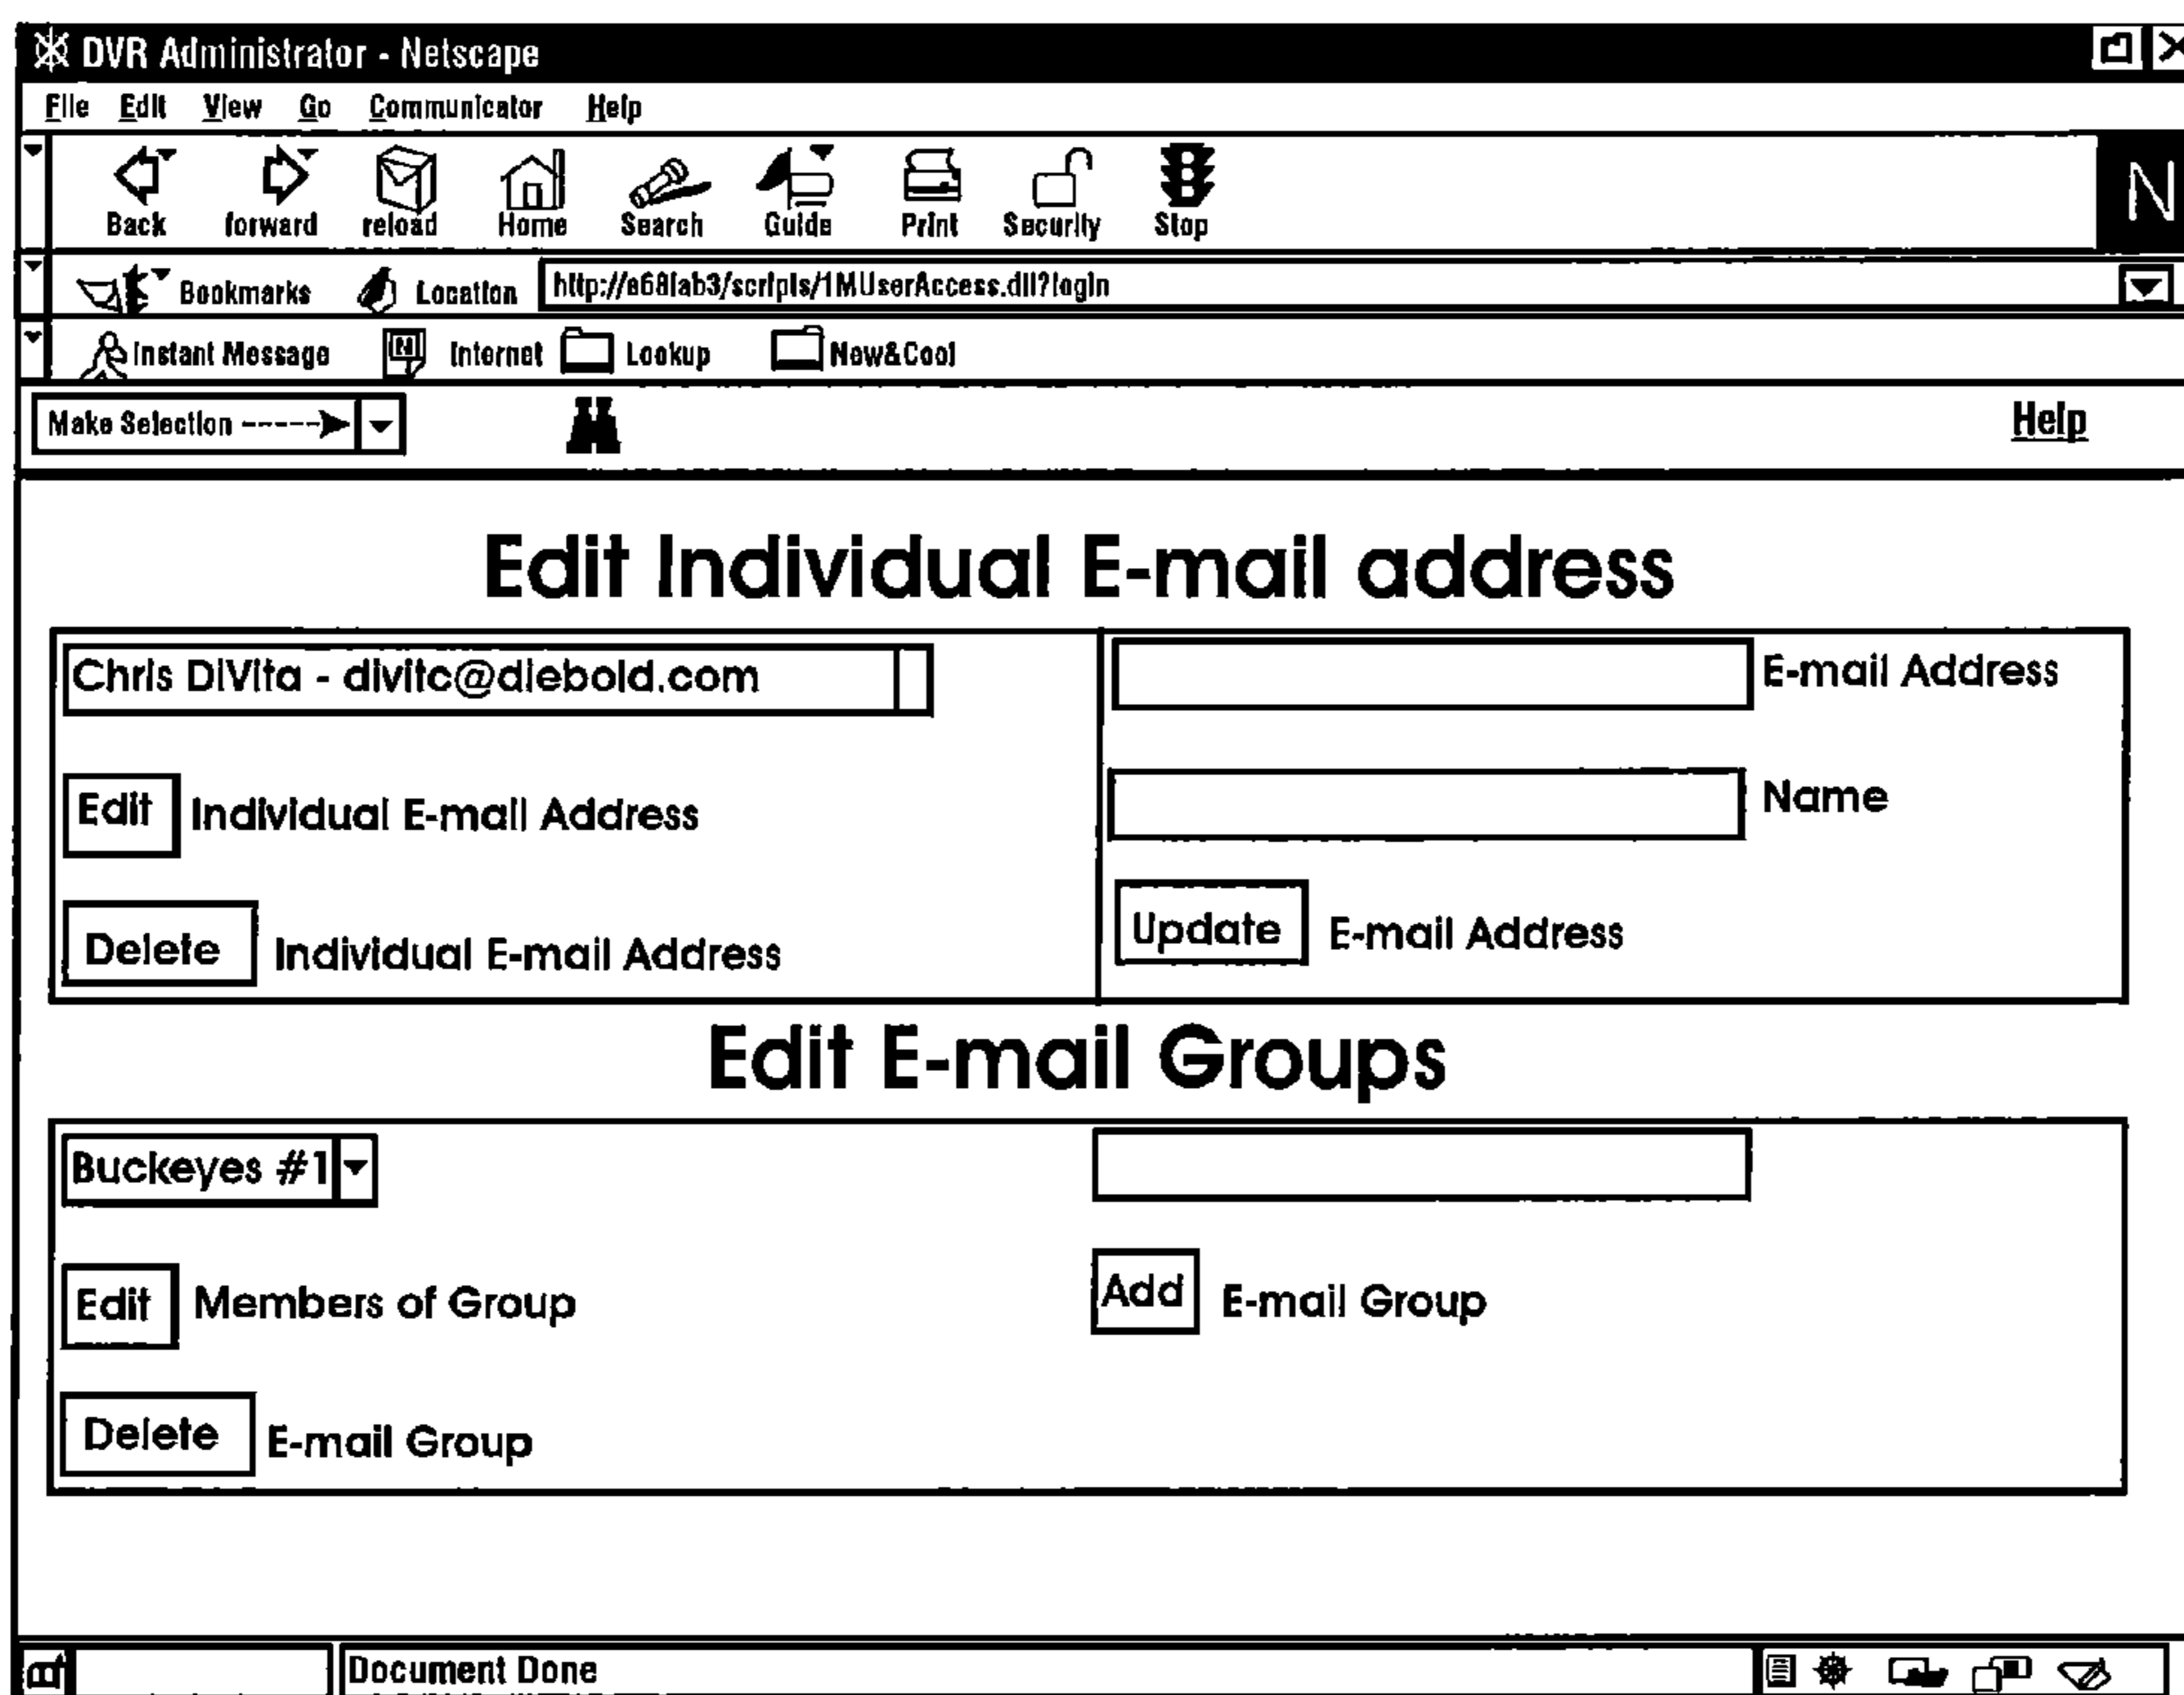 DVR Administrator - Netscape
File Edit View Go Communicator Help
Back forward reload Home Search Guide Print Security Stop
N
Bookmarks Location http://e68lab3/scripts/1MUserAccess.dll?login
Instant Message N Internet Lookup New&Cool
Make Selection -----> Help
Edit Individual E-mail address
Chris DiVita - divitc@diebold.com E-mail Address
Name
Edit Individual E-mail Address
Update E-mail Address
Delete Individual E-mail Address
Edit E-mail Groups
Buckeyes #1
Edit Members of Group Add E-mail Group
Delete E-mail Group
Document Done